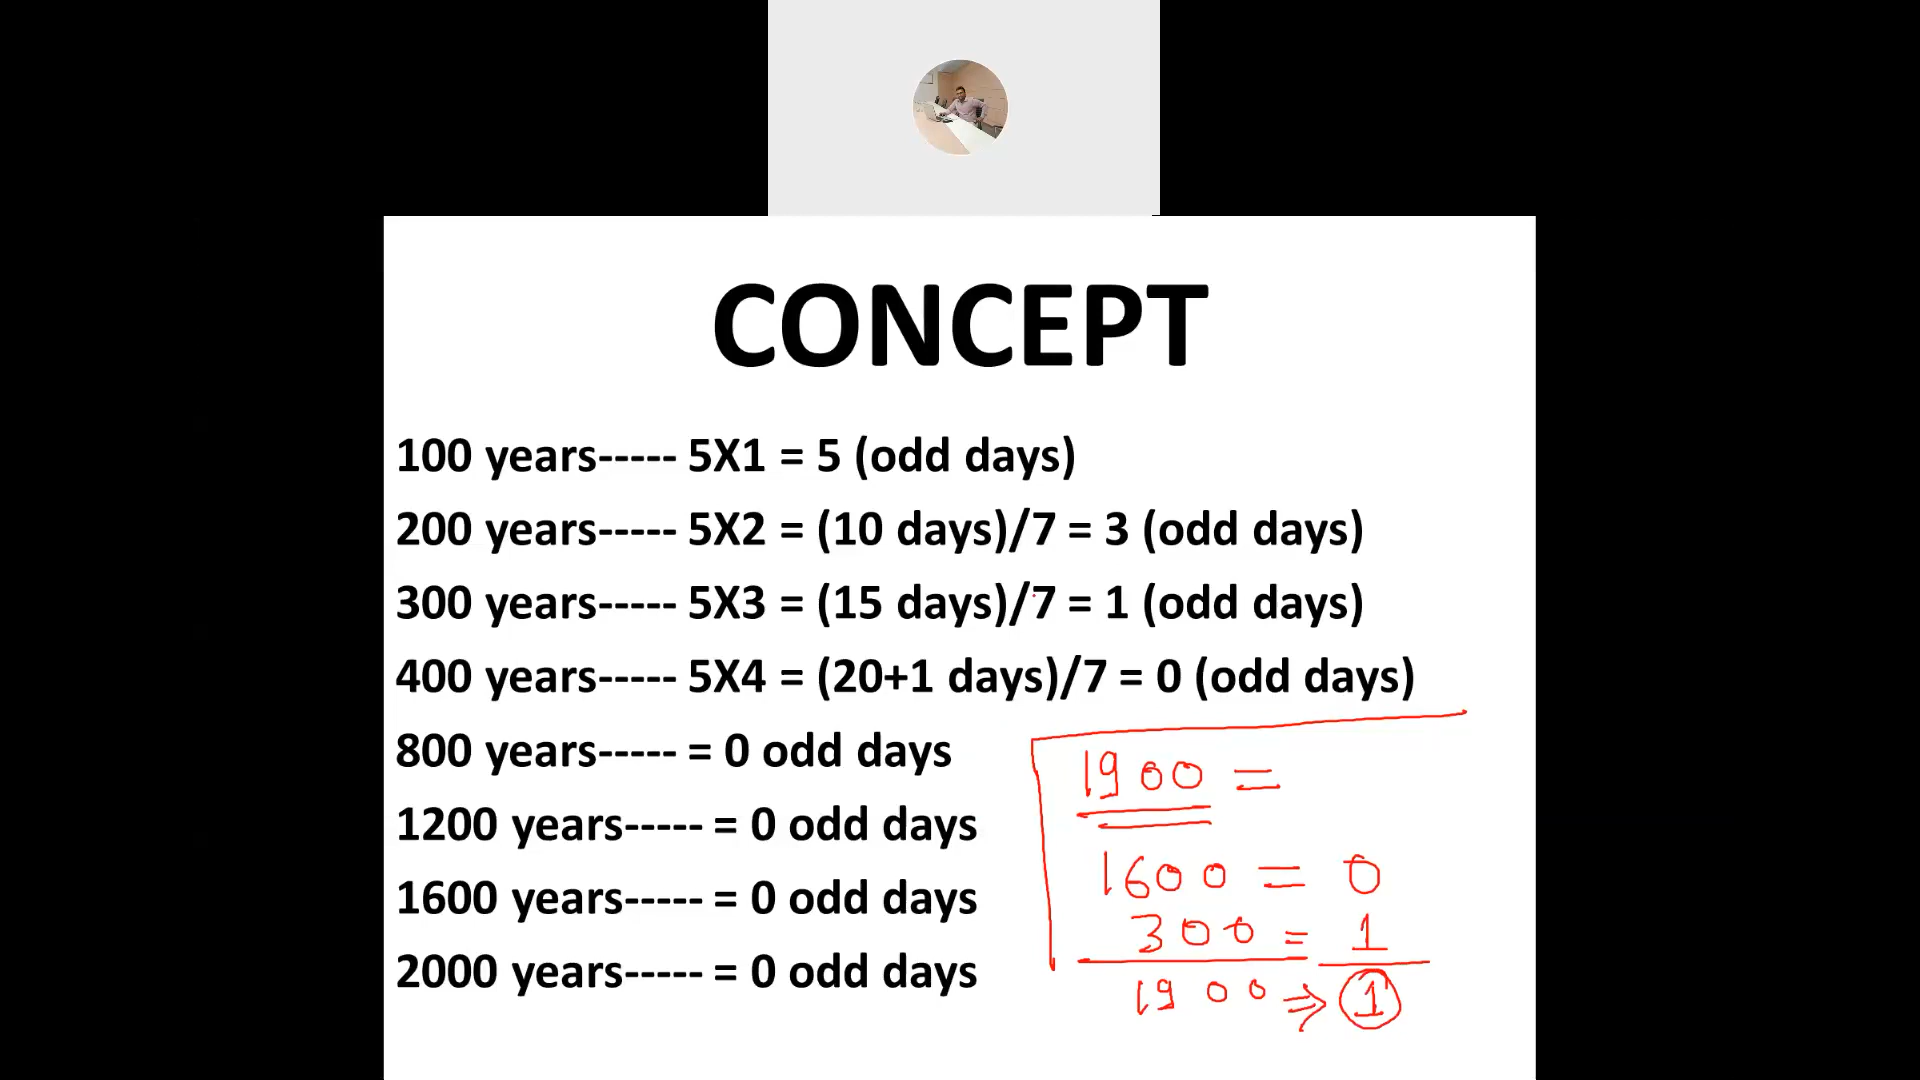 CONCEPT
100 years----- 5X1 = 5 (odd days)
200 years----- 5X2 = (10 days)/7 = 3 (odd days)
300 years----- 5X3 = (15 days)/7 = 1 (odd days)
400 years----- 5X4 = (20+1 days)/7 = 0 (odd days)
800 years----- = 0 odd days
1200 years----- = 0 odd days
1600 years----- = 0 odd days
2000 years----- = 0 odd days
1900 =
1600 = 0
300 = 1
1900 ⇒ 1